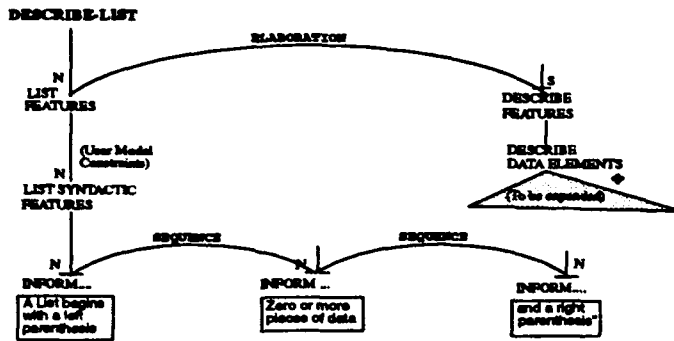 DESCRIBE-LIST
ELABORATION
N
S
LIST
FEATURES
DESCRIBE
FEATURES
(User Model
Constraints)
DESCRIBE
DATA ELEMENTS
N
LIST SYNTACTIC
FEATURES
(To be expanded)
SEQUENCE
SEQUENCE
N
N
N
INFORM....
INFORM ...
INFORM....
A List begins
with a left
parenthesis
Zero or more
pieces of data
and a right
parenthesis"